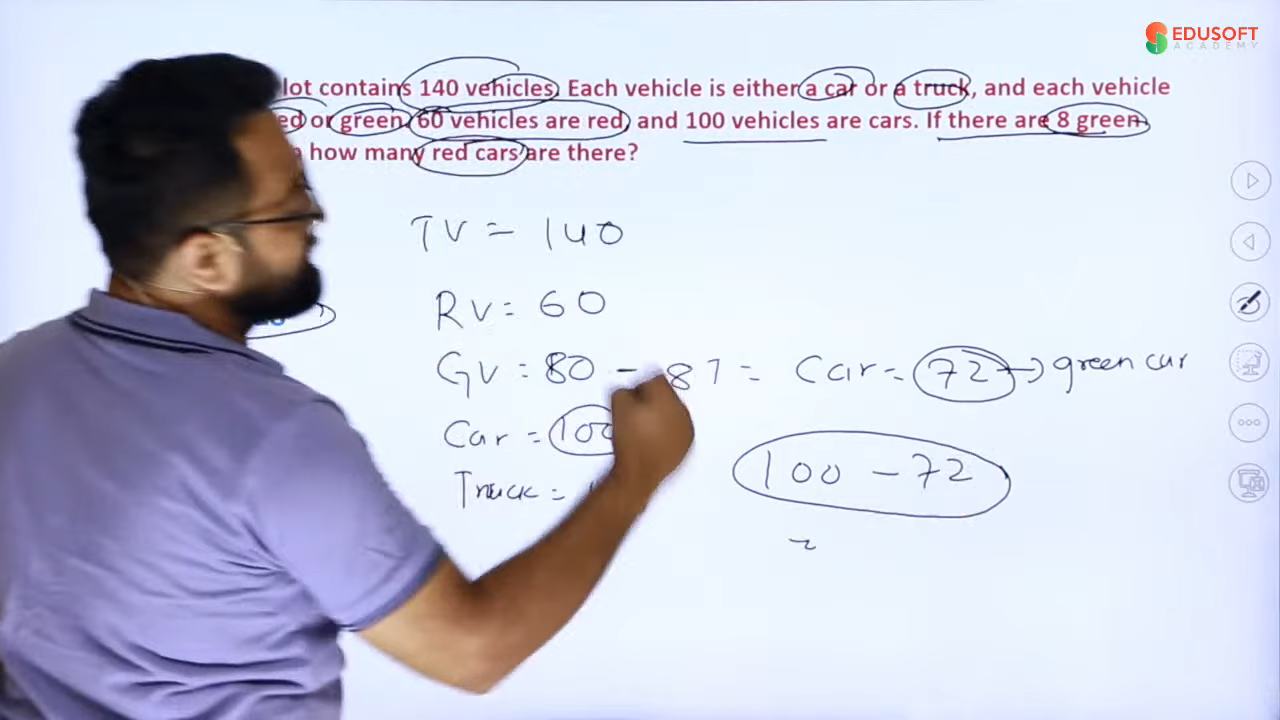 EDUSOFT
ACADEMY
lot contains 140 vehicles. Each vehicle is either a car or a truck, and each vehicle
or green. 60 vehicles are red, and 100 vehicles are cars. If there are 8 green
how many red cars are there?
TV = 140
RV = 60
GV = 80 - 8T = Car = 72 → green car
Car = 100
100 - 72
Truck =
=